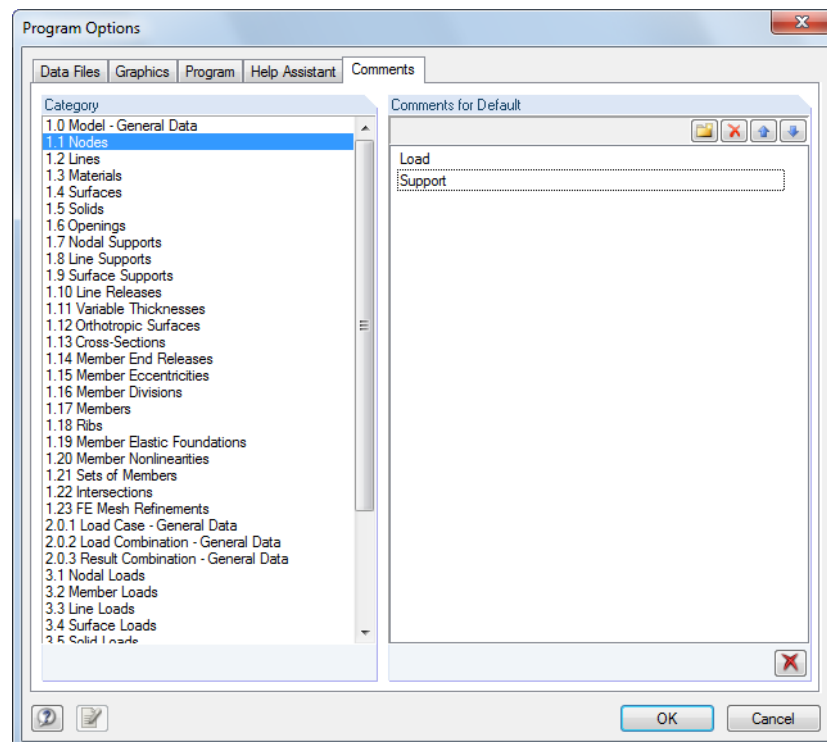 Program Options
Data Files
Graphics
Program
Help Assistant
Comments
Category
1.0 Model - General Data
1.1 Nodes
1.2 Lines
1.3 Materials
1.4 Surfaces
1.5 Solids
1.6 Openings
1.7 Nodal Supports
1.8 Line Supports
1.9 Surface Supports
1.10 Line Releases
1.11 Variable Thicknesses
1.12 Orthotropic Surfaces
1.13 Cross-Sections
1.14 Member End Releases
1.15 Member Eccentricities
1.16 Member Divisions
1.17 Members
1.18 Ribs
1.19 Member Elastic Foundations
1.20 Member Nonlinearities
1.21 Sets of Members
1.22 Intersections
1.23 FE Mesh Refinements
2.0.1 Load Case - General Data
2.0.2 Load Combination - General Data
2.0.3 Result Combination - General Data
3.1 Nodal Loads
3.2 Member Loads
3.3 Line Loads
3.4 Surface Loads
3.5 Solid Loads
Comments for Default
Load
Support
OK
Cancel